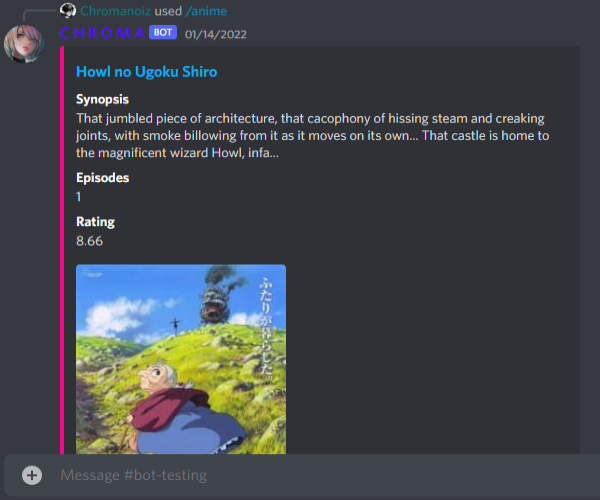 Chromanoiz used /anime
CHROMA BOT 01/14/2022
Howl no Ugoku Shiro
Synopsis
That jumbled piece of architecture, that cacophony of hissing steam and creaking
joints, with smoke billowing from it as it moves on its own... That castle is home to
the magnificent wizard Howl, infa...
Episodes
1
Rating
8.66
ふたりが暮らした。
Message #bot-testing